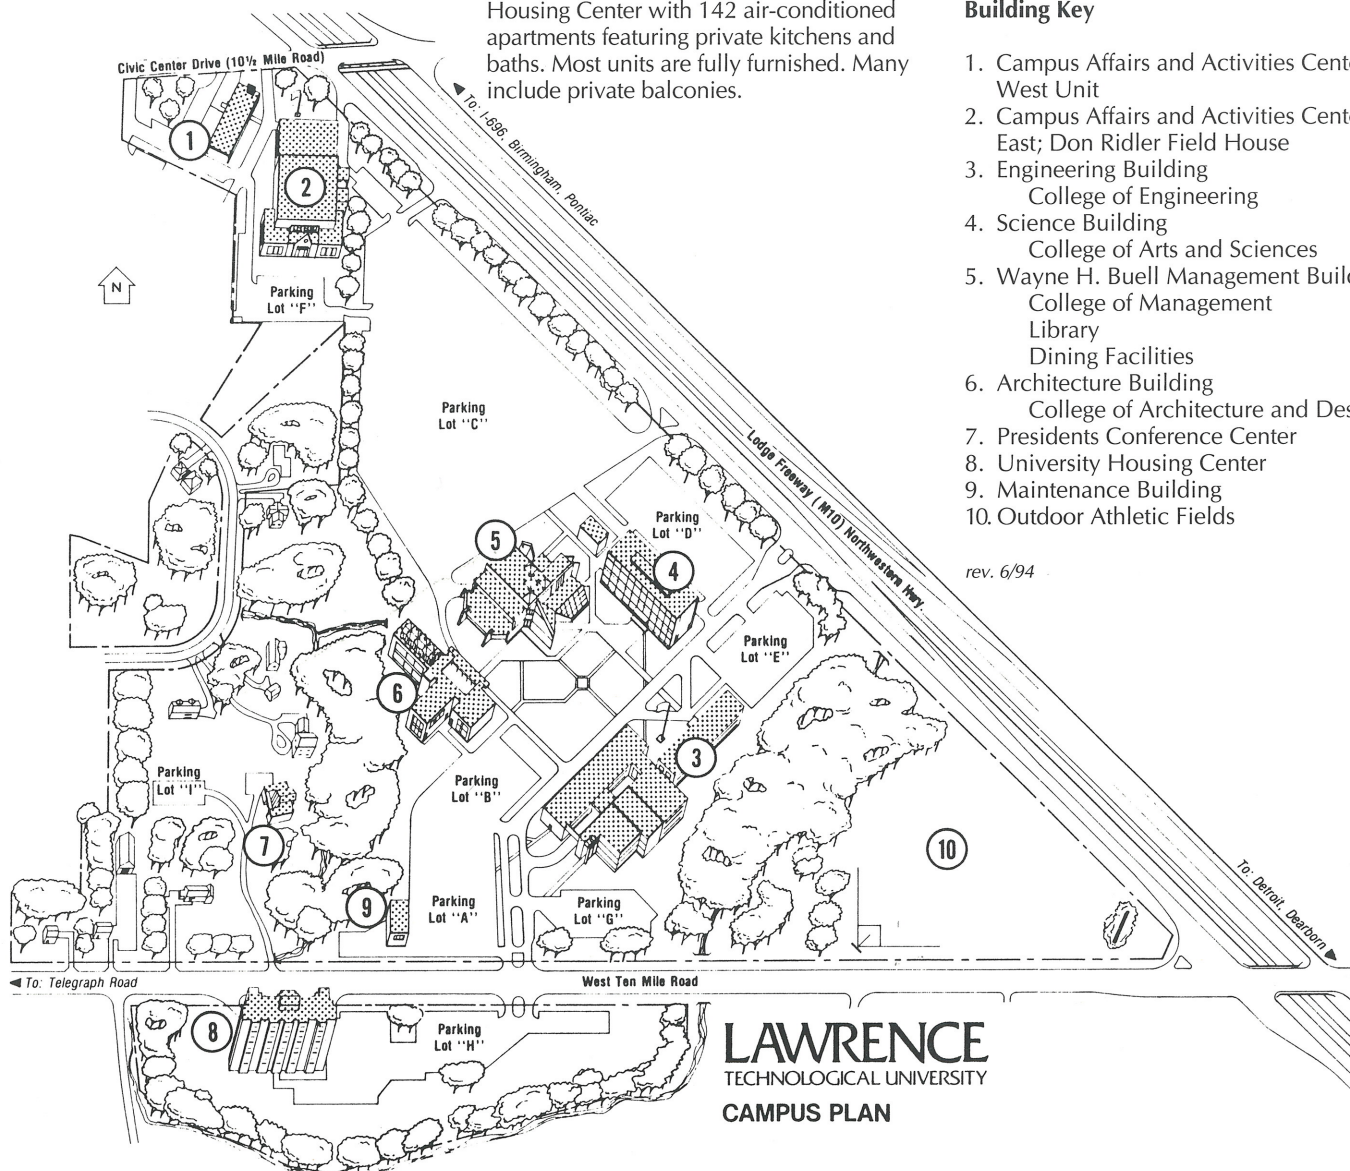 Housing Center with 142 air-conditioned
apartments featuring private kitchens and
baths. Most units are fully furnished. Many
include private balconies.
Building Key
1. Campus Affairs and Activities Cent
West Unit
2. Campus Affairs and Activities Cent
East; Don Ridler Field House
3. Engineering Building
College of Engineering
4. Science Building
College of Arts and Sciences
5. Wayne H. Buell Management Buil
College of Management
Library
Dining Facilities
6. Architecture Building
College of Architecture and Des
7. Presidents Conference Center
8. University Housing Center
9. Maintenance Building
10. Outdoor Athletic Fields
rev. 6/94
Civic Center Drive (10½ Mile Road)
To: I-696, Birmingham, Pontiac
1
2
N
Parking
Lot "F"
Parking
Lot "C"
Lodge Freeway (M10) Northwestern Hwy.
Parking
Lot "D"
5
4
Parking
Lot "E"
6
3
Parking
Lot "I"
Parking
Lot "B"
7
10
9
Parking
Lot "A"
Parking
Lot "G"
To: Detroit, Dearborn
To: Telegraph Road
West Ten Mile Road
8
Parking
Lot "H"
LAWRENCE
TECHNOLOGICAL UNIVERSITY
CAMPUS PLAN